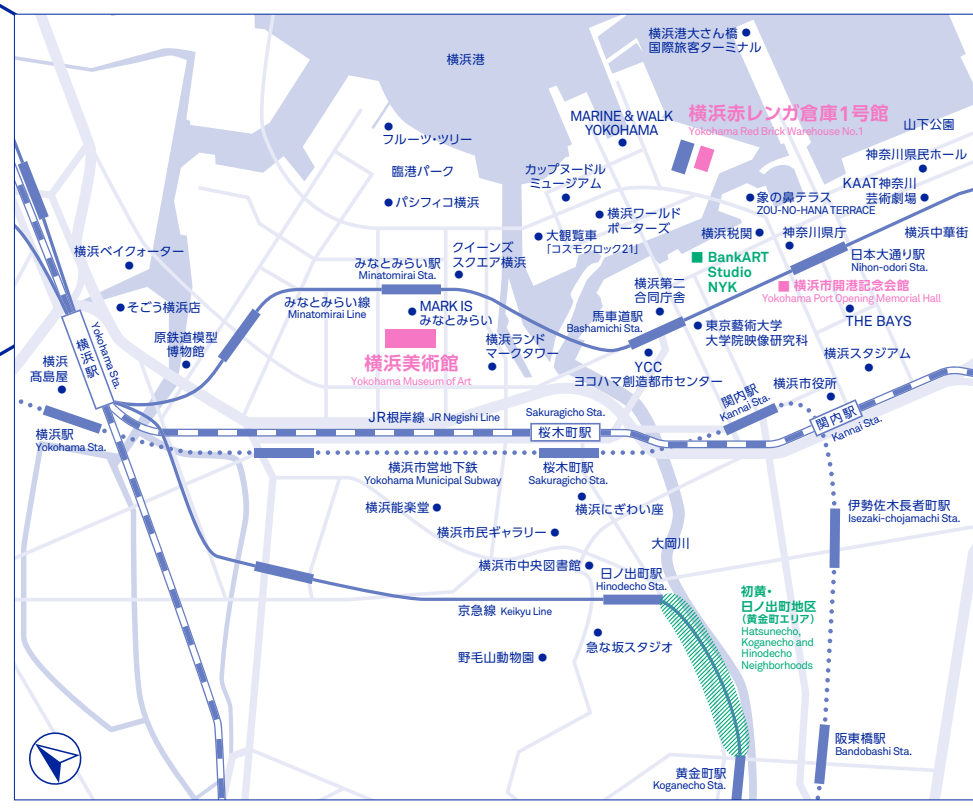 横浜港大さん橋
国際旅客ターミナル
横浜港
MARINE & WALK
YOKOHAMA
横浜赤レンガ倉庫1号館
Yokohama Red Brick Warehouse No.1
山下公園
フルーツ・ツリー
神奈川県民ホール
臨港パーク
カップヌードル
ミュージアム
KAAT神奈川
芸術劇場
パシフィコ横浜
象の鼻テラス
ZOU-NO-HANA TERRACE
横浜ワールド
ポーターズ
大観覧車
「コスモクロック21」
横浜税関
神奈川県庁
横浜中華街
横浜ベイクォーター
クイーンズ
スクエア横浜
みなとみらい駅
Minatomirai Sta.
BankART
Studio
NYK
日本大通り駅
Nihon-odori Sta.
横浜第二
合同庁舎
横浜市開港記念会館
Yokohama Port Opening Memorial Hall
そごう横浜店
みなとみらい線
Minatomirai Line
MARK IS
みなとみらい
馬車道駅
Bashamichi Sta.
THE BAYS
東京藝術大学
大学院映像研究科
横浜駅
Yokohama Sta.
原鉄道模型
博物館
横浜ランド
マークタワー
横浜美術館
Yokohama Museum of Art
横浜
髙島屋
YCC
ヨコハマ創造都市センター
横浜スタジアム
横浜市役所
関内駅
Kannai Sta.
関内駅
Kannai Sta.
JR根岸線 JR Negishi Line
Sakuragicho Sta.
桜木町駅
横浜駅
Yokohama Sta.
横浜市営地下鉄
Yokohama Municipal Subway
桜木町駅
Sakuragicho Sta.
横浜能楽堂
横浜にぎわい座
伊勢佐木長者町駅
Isezaki-chojamachi Sta.
横浜市民ギャラリー
大岡川
横浜市中央図書館
日ノ出町駅
Hinodecho Sta.
京急線 Keikyu Line
初黄・
日ノ出町地区
（黄金町エリア）
Hatsunecho,
Koganecho and
Hinodecho
Neighborhoods
急な坂スタジオ
野毛山動物園
阪東橋駅
Bandobashi Sta.
黄金町駅
Koganecho Sta.